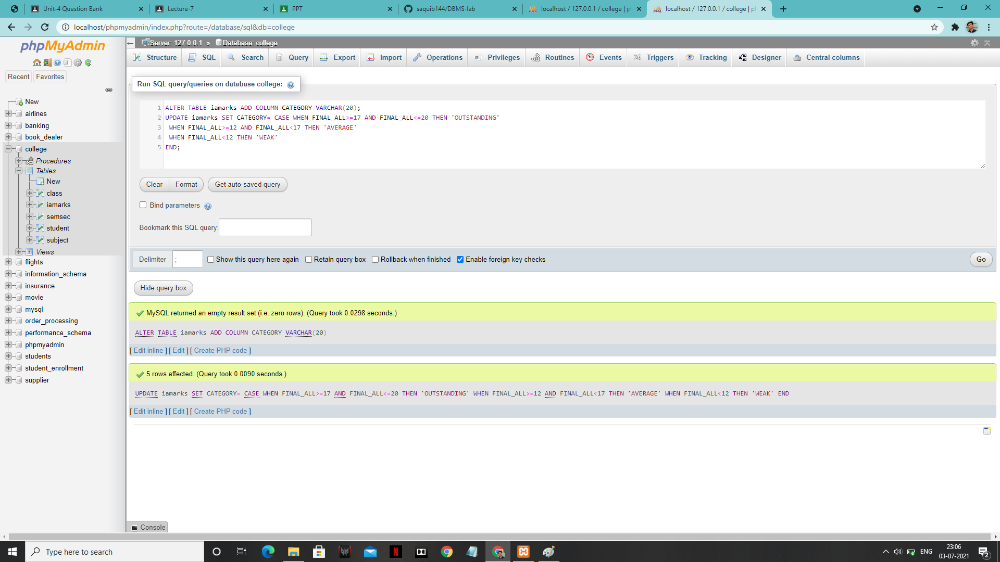 Unit-4 Question Bank
Lecture-7
PPT
saquib144/DBMS-lab
localhost / 127.0.0.1 / college | p
localhost / 127.0.0.1 / college | p
localhost/phpmyadmin/index.php?route=/database/sql&db=college
phpMyAdmin
Recent
Favorites
New
airlines
banking
book_dealer
college
Procedures
Tables
New
class
iamarks
semsec
student
subject
Views
flights
information_schema
insurance
movie
mysql
order_processing
performance_schema
phpmyadmin
students
student_enrollment
supplier
Server: 127.0.0.1 » Database: college
Structure
SQL
Search
Query
Export
Import
Operations
Privileges
Routines
Events
Triggers
Tracking
Designer
Central columns
Run SQL query/queries on database college:
1 ALTER TABLE iamarks ADD COLUMN CATEGORY VARCHAR(20);
2 UPDATE iamarks SET CATEGORY= CASE WHEN FINAL_ALL>=17 AND FINAL_ALL<=20 THEN 'OUTSTANDING'
3 WHEN FINAL_ALL>=12 AND FINAL_ALL<17 THEN 'AVERAGE'
4 WHEN FINAL_ALL<12 THEN 'WEAK'
5 END;
Clear
Format
Get auto-saved query
Bind parameters
Bookmark this SQL query:
Delimiter ;
Show this query here again
Retain query box
Rollback when finished
Enable foreign key checks
Go
Hide query box
MySQL returned an empty result set (i.e. zero rows). (Query took 0.0298 seconds.)
ALTER TABLE iamarks ADD COLUMN CATEGORY VARCHAR(20)
[ Edit inline ] [ Edit ] [ Create PHP code ]
5 rows affected. (Query took 0.0090 seconds.)
UPDATE iamarks SET CATEGORY= CASE WHEN FINAL_ALL>=17 AND FINAL_ALL<=20 THEN 'OUTSTANDING' WHEN FINAL_ALL>=12 AND FINAL_ALL<17 THEN 'AVERAGE' WHEN FINAL_ALL<12 THEN 'WEAK' END
[ Edit inline ] [ Edit ] [ Create PHP code ]
Console
Type here to search
ENG
23:06
03-07-2021
2